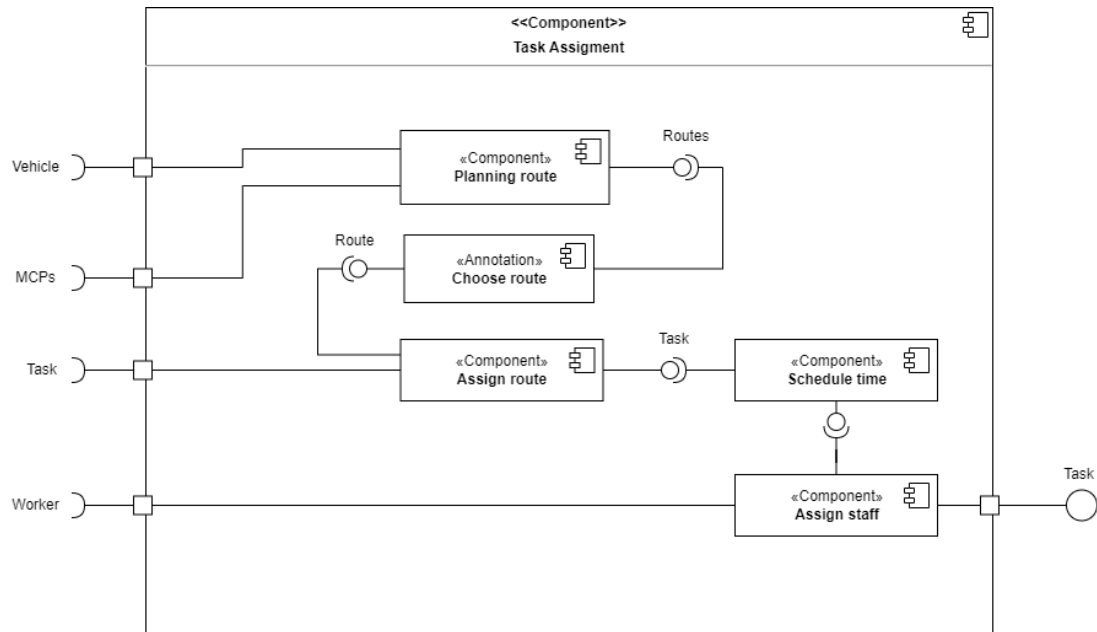 <<Component>>
Task Assigment
Routes
Vehicle
«Component»
Planning route
Route
MCPs
«Annotation»
Choose route
Task
Task
«Component»
Assign route
«Component»
Schedule time
Worker
«Component»
Assign staff
Task